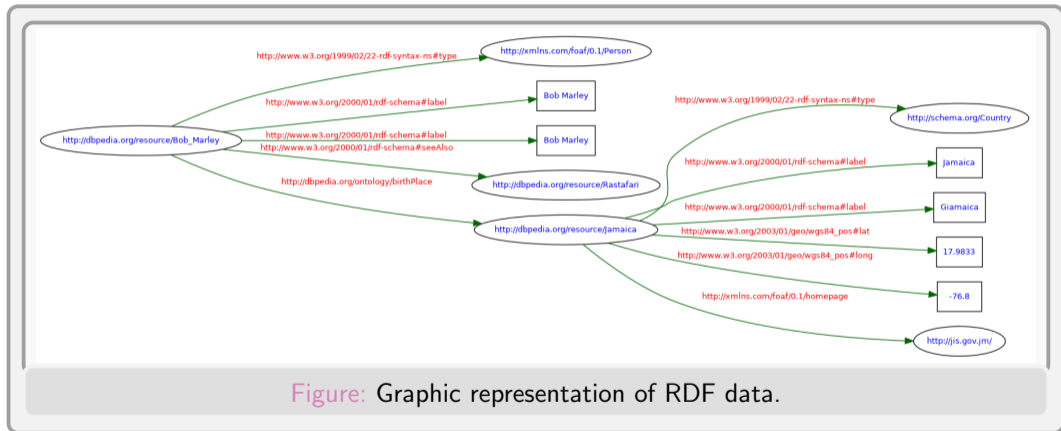 http://xmlns.com/foaf/0.1/Person
http://www.w3.org/1999/02/22-rdf-syntax-ns#type
Bob Marley
http://www.w3.org/2000/01/rdf-schema#label
http://www.w3.org/1999/02/22-rdf-syntax-ns#type
http://schema.org/Country
http://www.w3.org/2000/01/rdf-schema#label
Bob Marley
http://dbpedia.org/resource/Bob_Marley
http://www.w3.org/2000/01/rdf-schema#seeAlso
http://www.w3.org/2000/01/rdf-schema#label
Jamaica
http://dbpedia.org/ontology/birthPlace
http://dbpedia.org/resource/Rastafari
http://www.w3.org/2000/01/rdf-schema#label
Giamaica
http://dbpedia.org/resource/Jamaica
http://www.w3.org/2003/01/geo/wgs84_pos#lat
17.9833
http://www.w3.org/2003/01/geo/wgs84_pos#long
http://xmlns.com/foaf/0.1/homepage
-76.8
http://jis.gov.jm/
Figure: Graphic representation of RDF data.